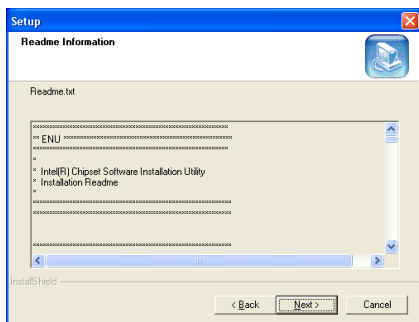 Setup
Readme Information
Readme.txt
************************************************************
** ENU ******************************************************
************************************************************
*
* Intel(R) Chipset Software Installation Utility
* Installation Readme
*
************************************************************
************************************************************
************************************************************
InstallShield
< Back
Next >
Cancel